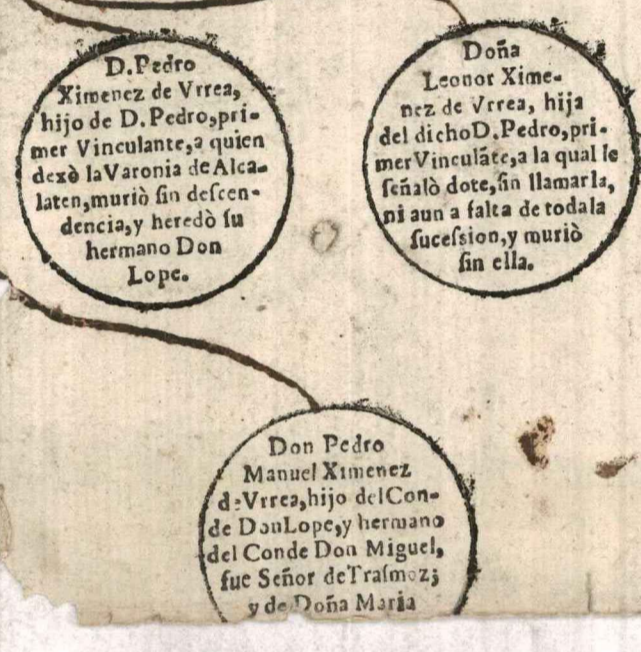 D. Pedro
Ximenez de Vrrea,
hijo de D. Pedro, pri-
mer Vinculante, a quien
dexò la Varonia de Alca-
laten, muriò ſin deſcen-
dencia, y heredò ſu
hermano Don
Lope.
Doña
Leonor Xime-
nez de Vrrea, hija
del dicho D. Pedro, pri-
mer Vinculãte, a la qual le
ſeñalò dote, ſin llamarla,
ni aun a falta de toda la
ſuceſsion, y muriò
ſin ella.
Don Pedro
Manuel Ximenez
de Vrrea, hijo del Con-
de Don Lope, y hermano
del Conde Don Miguel,
fue Señor de Traſmoz;
y de Doña Maria